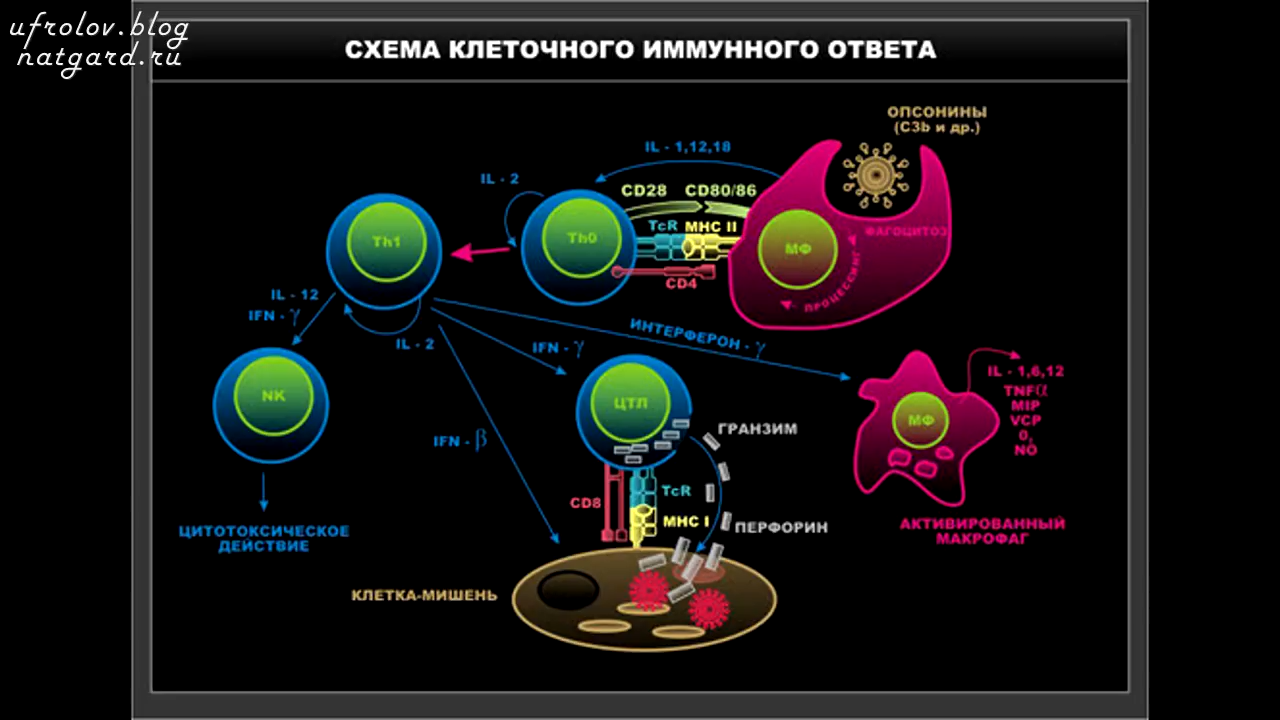 ufrolov.blog
natgard.ru
СХЕМА КЛЕТОЧНОГО ИММУННОГО ОТВЕТА
ОПСОНИНЫ
(C3b и др.)
IL - 1,12,18
IL - 2
CD28
CD80/86
TcR
MHC II
CD4
Th1
Th0
МФ
ФАГОЦИТОЗ
ПРОЦЕССИНГ
IL - 12
IFN - γ
IL - 2
IFN - γ
ИНТЕРФЕРОН - γ
IFN - β
NK
ЦИТОТОКСИЧЕСКОЕ
ДЕЙСТВИЕ
ЦТЛ
ГРАНЗИМ
CD8
TcR
MHC I
ПЕРФОРИН
КЛЕТКА-МИШЕНЬ
МФ
IL - 1,6,12
TNFα
MIP
VCP
0,
NO
АКТИВИРОВАННЫЙ
МАКРОФАГ